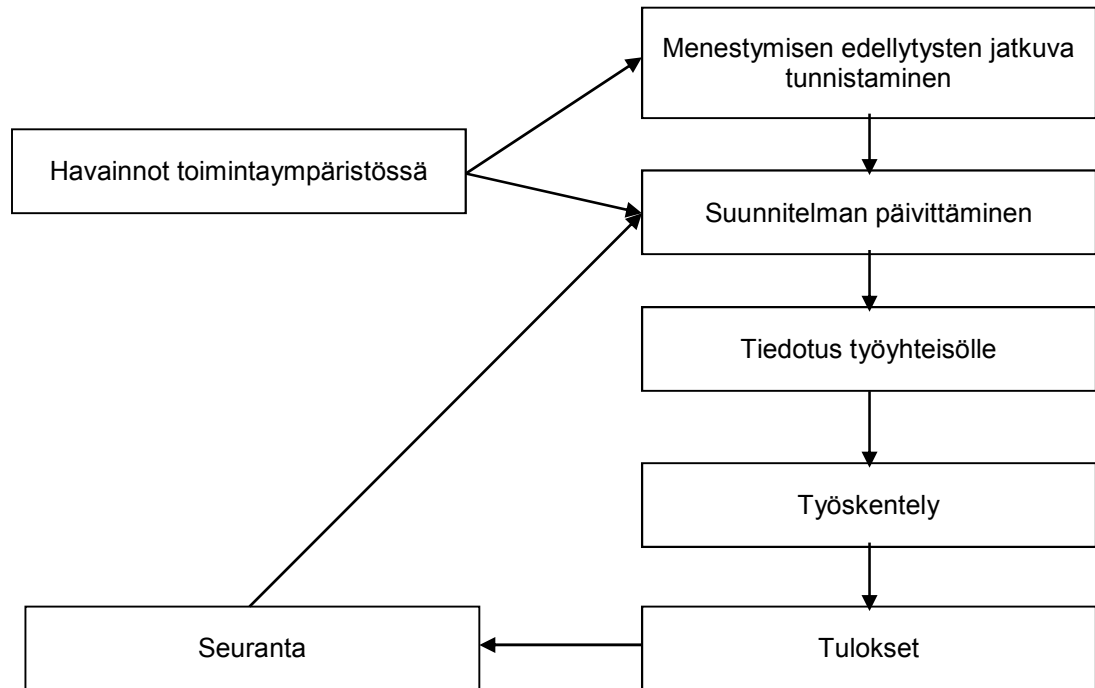 Menestymisen edellytysten jatkuva
tunnistaminen
Havainnot toimintaympäristössä
Suunnitelman päivittäminen
Tiedotus työyhteisölle
Työskentely
Seuranta
Tulokset